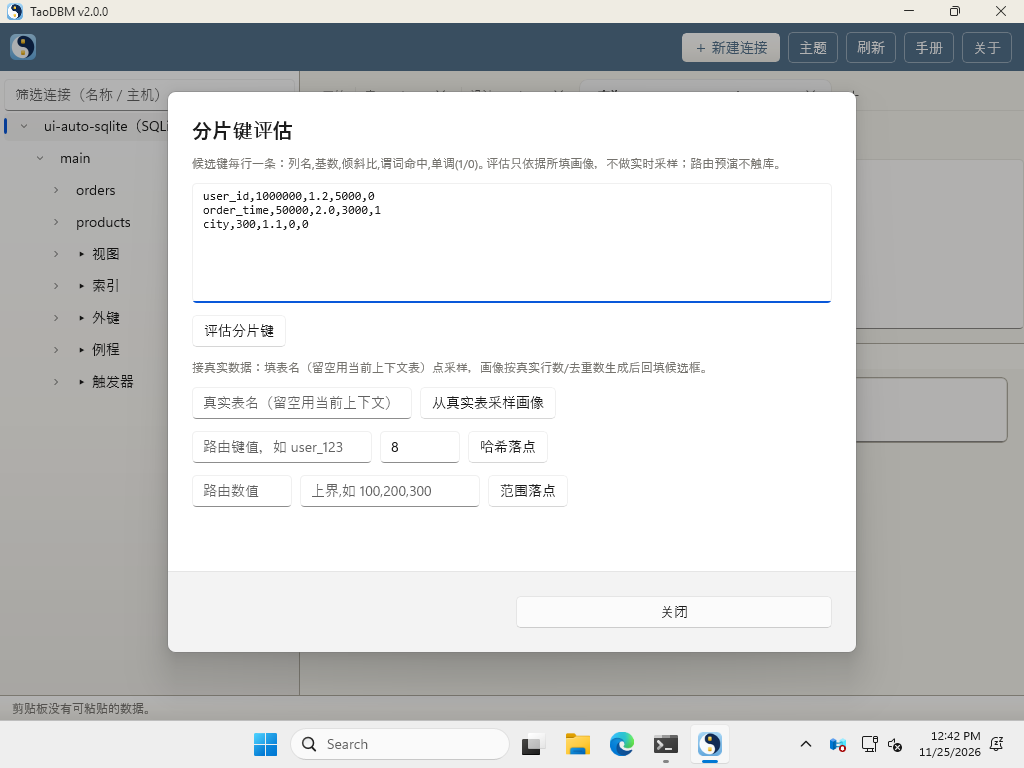 TaoDBM v2.0.0
+ 新建连接 主题 刷新 手册 关于
筛选连接（名称 / 主机）
ui-auto-sqlite（SQLi
main
orders
products
视图
索引
外键
例程
触发器
分片键评估
候选键每行一条：列名,基数,倾斜比,谓词命中,单调(1/0)。评估只依据所填画像，不做实时采样；路由预演不触库。
user_id,1000000,1.2,5000,0
order_time,50000,2.0,3000,1
city,300,1.1,0,0
评估分片键
接真实数据：填表名（留空用当前上下文表）点采样，画像按真实行数/去重数生成后回填候选框。
真实表名（留空用当前上下文） 从真实表采样画像
路由键值，如 user_123 8 哈希落点
路由数值 上界,如 100,200,300 范围落点
关闭
剪贴板没有可粘贴的数据。
Search
12:42 PM
11/25/2026